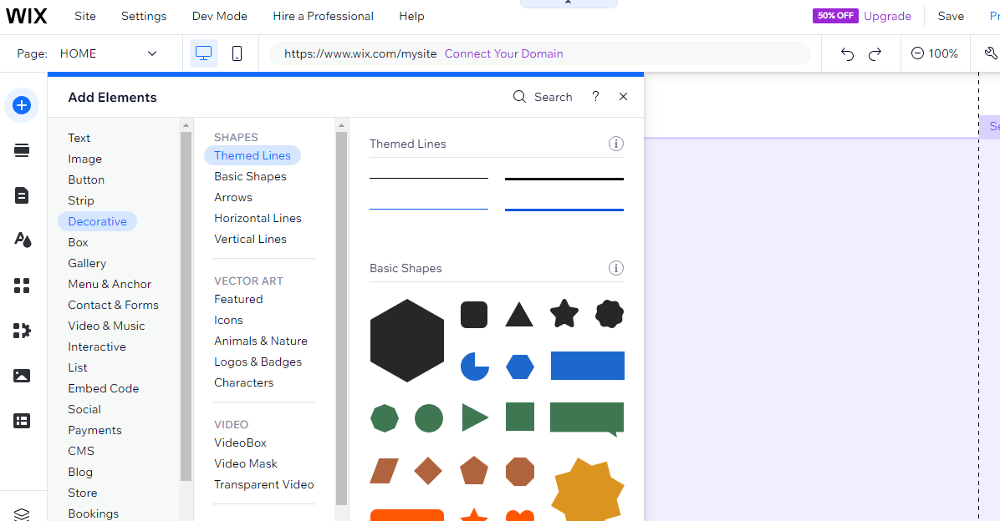 WIX Site Settings Dev Mode Hire a Professional Help 50% OFF Upgrade Save
Page: HOME https://www.wix.com/mysite Connect Your Domain 100%
Add Elements Search ? ×
Text
Image
Button
Strip
Decorative
Box
Gallery
Menu & Anchor
Contact & Forms
Video & Music
Interactive
List
Embed Code
Social
Payments
CMS
Blog
Store
Bookings
SHAPES
Themed Lines
Basic Shapes
Arrows
Horizontal Lines
Vertical Lines
VECTOR ART
Featured
Icons
Animals & Nature
Logos & Badges
Characters
VIDEO
VideoBox
Video Mask
Transparent Video
Themed Lines
Basic Shapes